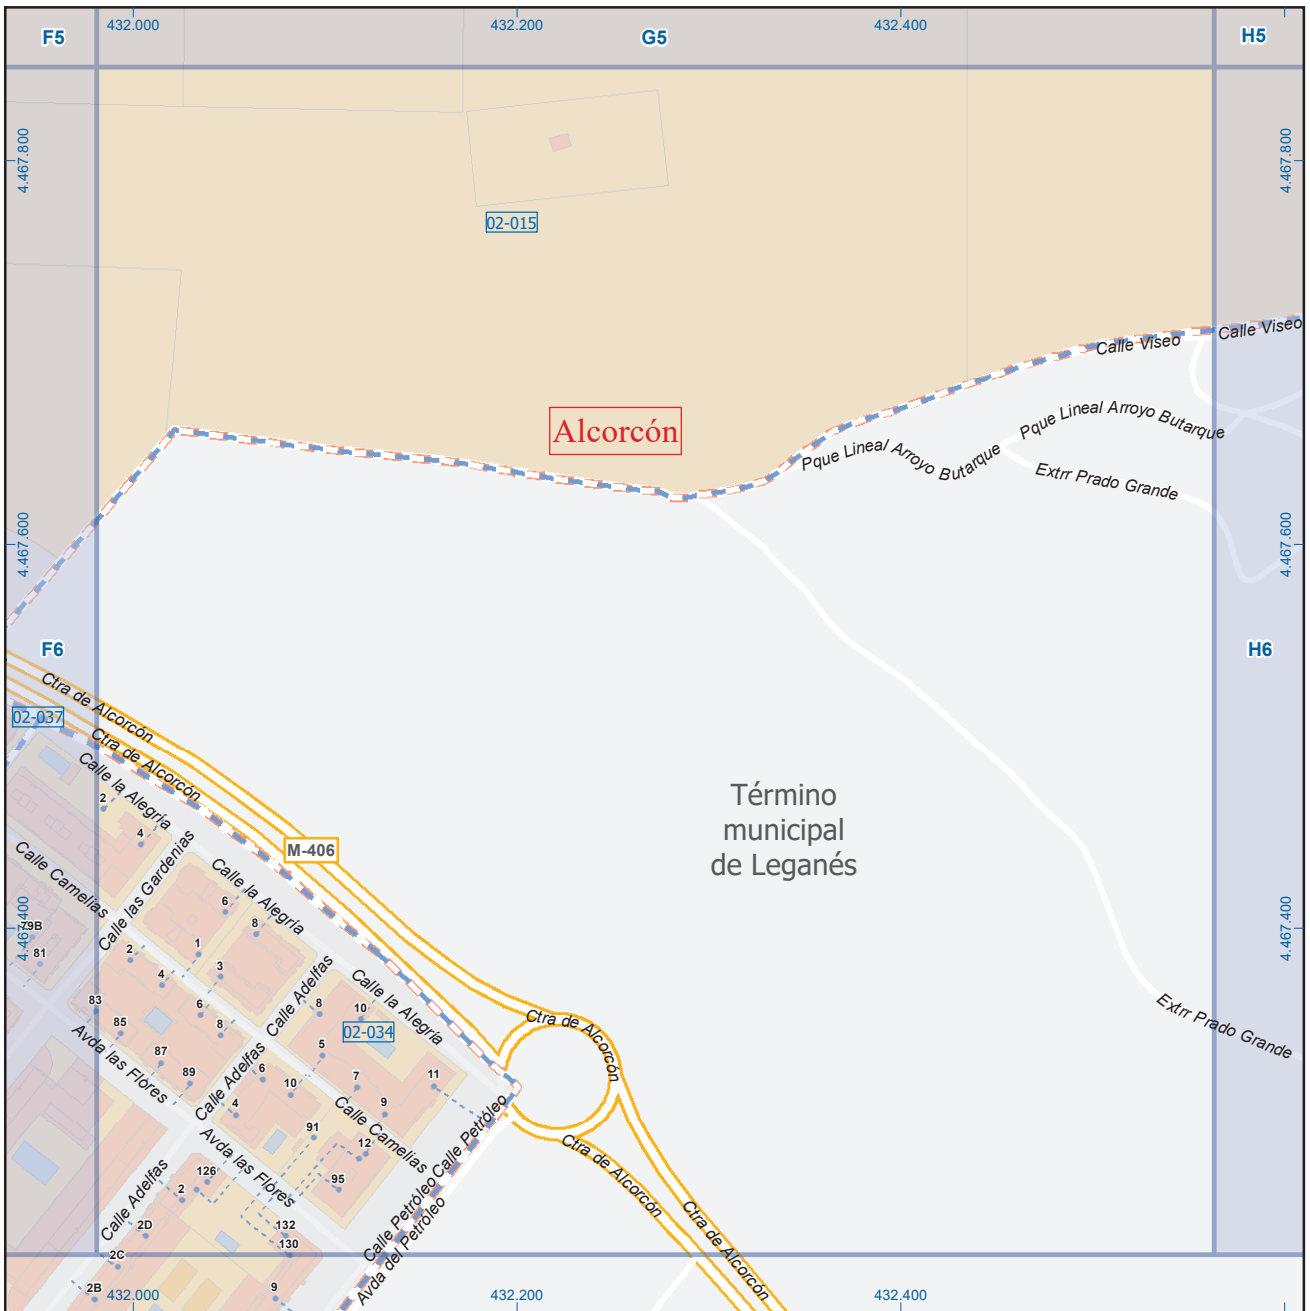 432.000
432.200
432.400
F5
G5
H5
4.467.800
4.467.800
02-015
Calle Viseo
Calle Viseo
Alcorcón
Pque Lineal Arroyo Butarque
Pque Lineal Arroyo Butarque
Extrr Prado Grande
4.467.600
4.467.600
F6
H6
Ctra de Alcorcón
02-037
Ctra de Alcorcón
Calle la Alegría
2
4
Término
municipal
de Leganés
M-406
Calle Camelias
Calle las Gardenias
Calle la Alegría
6
8
4.467.400
4.467.400
79B
81
2
1
4
3
Calle Adelfas
Calle la Alegría
83
85
6
8
8
10
02-034
Ctra de Alcorcón
Extrr Prado Grande
Avda las Flores
87
89
Calle Adelfas
5
6
10
7
11
9
4
Calle Camelias
Calle Petróleo
91
12
Avda las Flores
Ctra de Alcorcón
126
2
95
Calle Adelfas
2D
132
130
Calle Petróleo
Avda del Petróleo
Ctra de Alcorcón
2C
2B
9
432.000
432.200
432.400